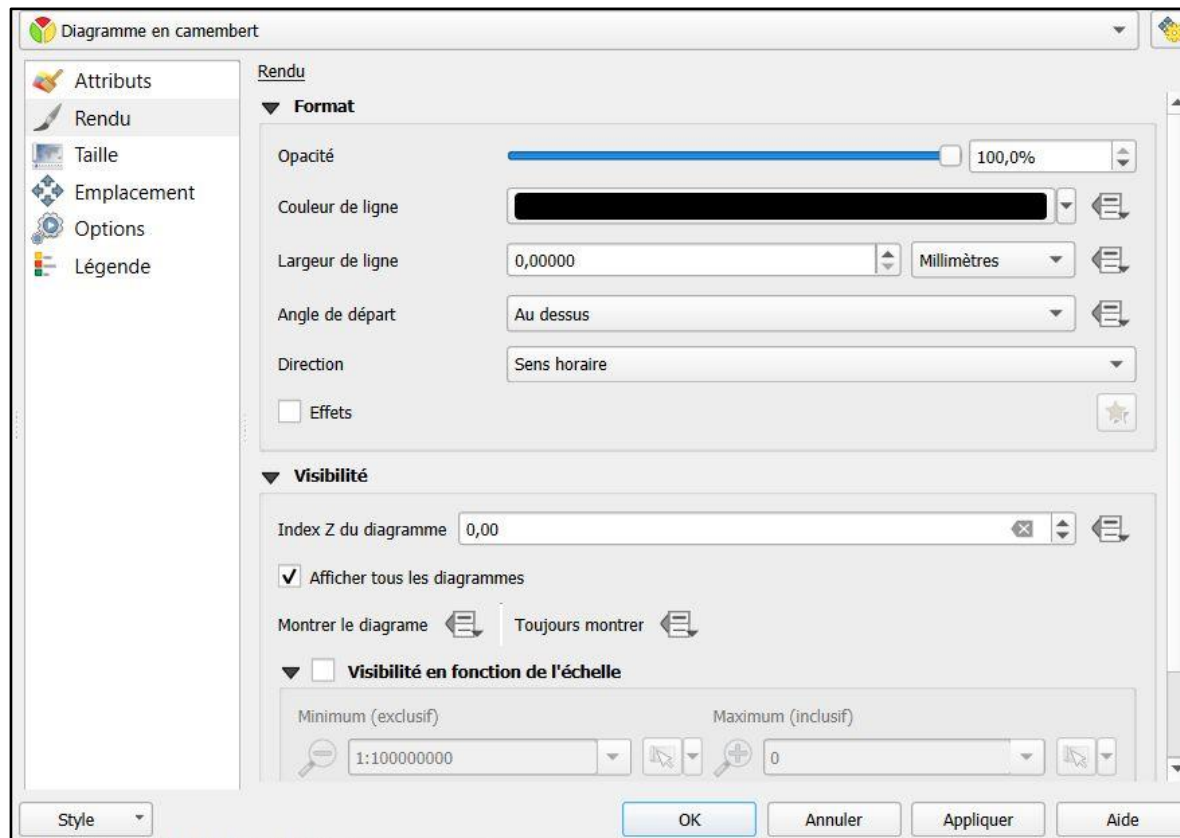 Diagramme en camembert
Attributs
Rendu
Taille
Emplacement
Options
Légende
Rendu
Format
Opacité 100,0%
Couleur de ligne
Largeur de ligne 0,00000 Millimètres
Angle de départ Au dessus
Direction Sens horaire
Effets
Visibilité
Index Z du diagramme 0,00
Afficher tous les diagrammes
Montrer le diagrame Toujours montrer
Visibilité en fonction de l'échelle
Minimum (exclusif) Maximum (inclusif)
1:100000000 0
Style OK Annuler Appliquer Aide